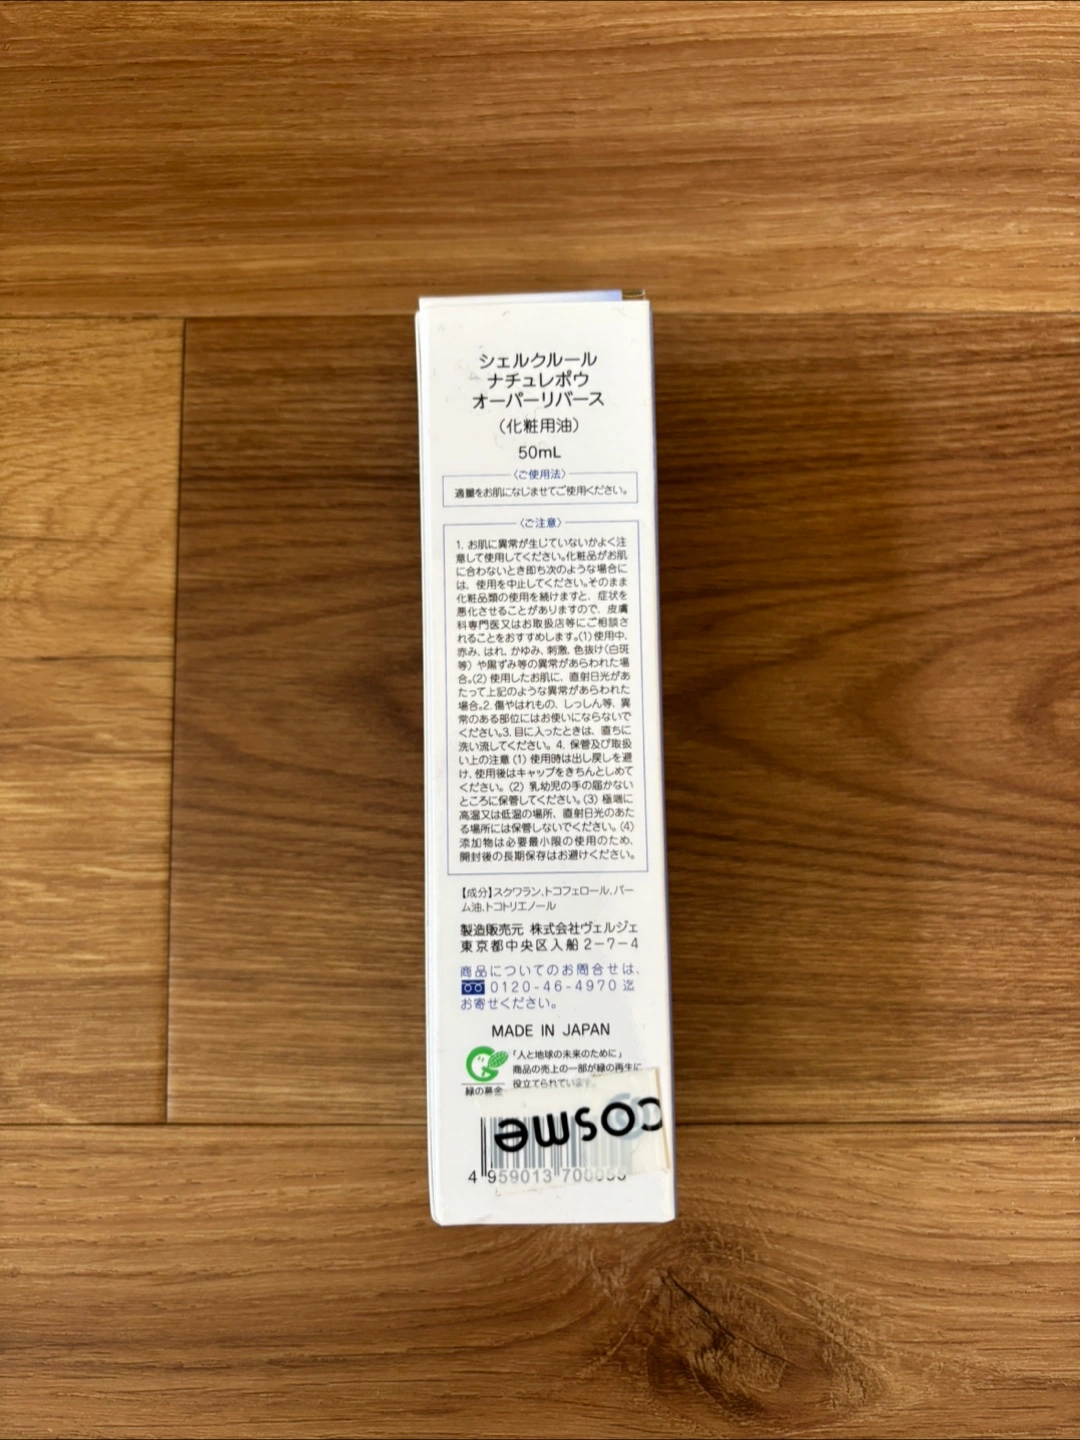 シェルクルール
ナチュレポウ
オーパーリバース
（化粧用油）
50mL
〈ご使用法〉
適量をお肌になじませてご使用ください。
〈ご注意〉
1. お肌に異常が生じていないかよく注
意して使用してください。化粧品がお肌
に合わないとき即ち次のような場合に
は、使用を中止してください。そのまま
化粧品類の使用を続けますと、症状を
悪化させることがありますので、皮膚
科専門医又はお取扱店等にご相談さ
れることをおすすめします。(1) 使用中、
赤み、はれ、かゆみ、刺激、色抜け（白斑
等）や黒ずみ等の異常があらわれた場
合。(2) 使用したお肌に、直射日光があ
たって上記のような異常があらわれた
場合。2. 傷やはれもの、しっしん等、異
常のある部位にはお使いにならないで
ください。3. 目に入ったときは、直ちに
洗い流してください。 4. 保管及び取扱
い上の注意 (1) 使用時は出し戻しを避
け、使用後はキャップをきちんとしめて
ください。 (2) 乳幼児の手の届かない
ところに保管してください。(3) 極端に
高温又は低温の場所、直射日光のあた
る場所には保管しないでください。(4)
添加物は必要最小限の使用のため、
開封後の長期保存はお避けください。
【成分】スクワラン、トコフェロール、パー
ム油、トコトリエノール
製造販売元 株式会社ヴェルジェ
東京都中央区入船 2－7－4
商品についてのお問合せは、
0120-46-4970 迄
お寄せください。
MADE IN JAPAN
「人と地球の未来のために」
商品の売上の一部が緑の再生に
役立てられています。
緑の募金
@cosme
4 959013 7000